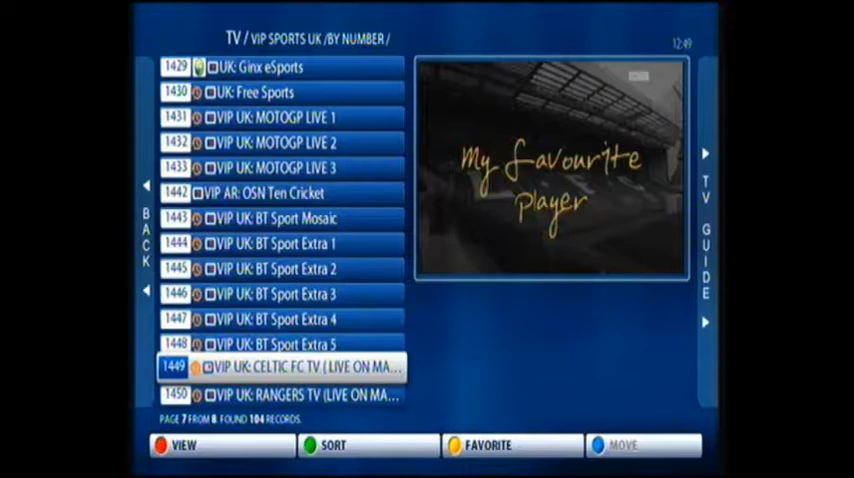 TV / VIP SPORTS UK /BY NUMBER /
12:49
1429 UK: Ginx eSports
1430 UK: Free Sports
1431 VIP UK: MOTOGP LIVE 1
1432 VIP UK: MOTOGP LIVE 2
1433 VIP UK: MOTOGP LIVE 3
1442 VIP AR: OSN Ten Cricket
1443 VIP UK: BT Sport Mosaic
1444 VIP UK: BT Sport Extra 1
1445 VIP UK: BT Sport Extra 2
1446 VIP UK: BT Sport Extra 3
1447 VIP UK: BT Sport Extra 4
1448 VIP UK: BT Sport Extra 5
1449 VIP UK: CELTIC FC TV ( LIVE ON MA...
1450 VIP UK: RANGERS TV (LIVE ON MA...
PAGE 7 FROM 8. FOUND 104 RECORDS.
BACK
My favourite
player
TV GUIDE
VIEW
SORT
FAVORITE
MOVE